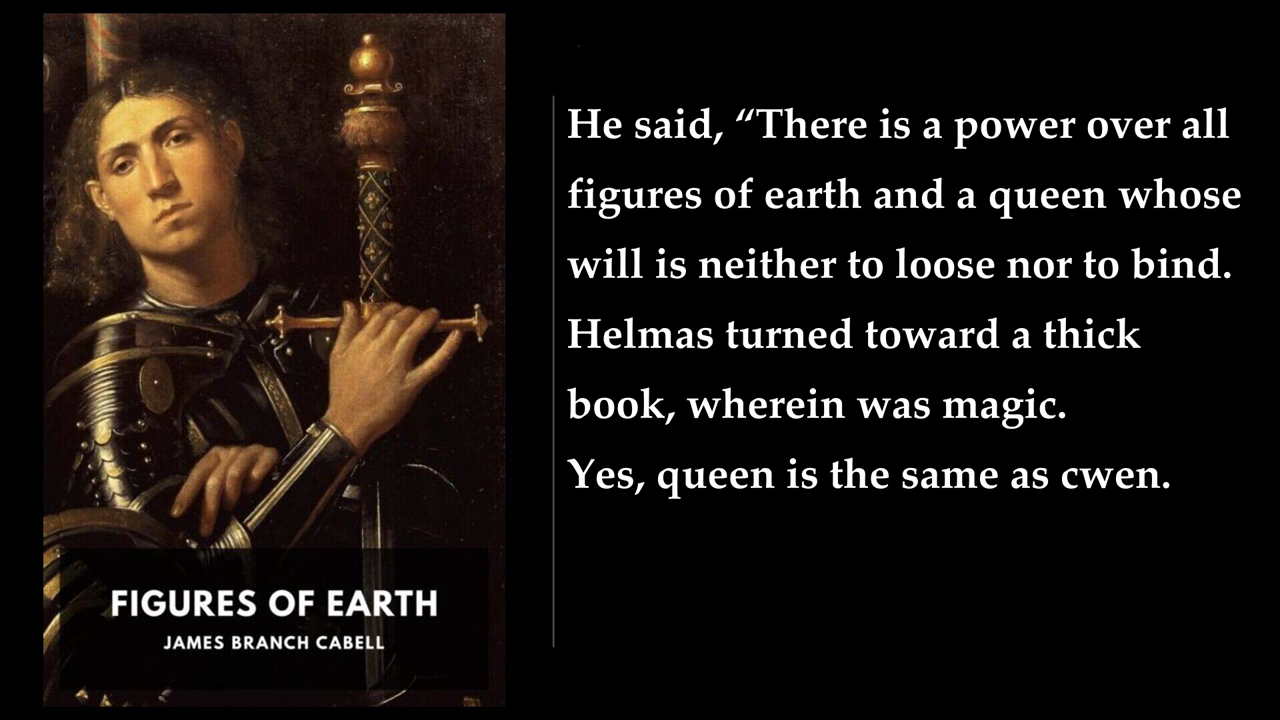 He said, “There is a power over all
figures of earth and a queen whose
will is neither to loose nor to bind.
Helmas turned toward a thick
book, wherein was magic.
Yes, queen is the same as cwen.
FIGURES OF EARTH
JAMES BRANCH CABELL